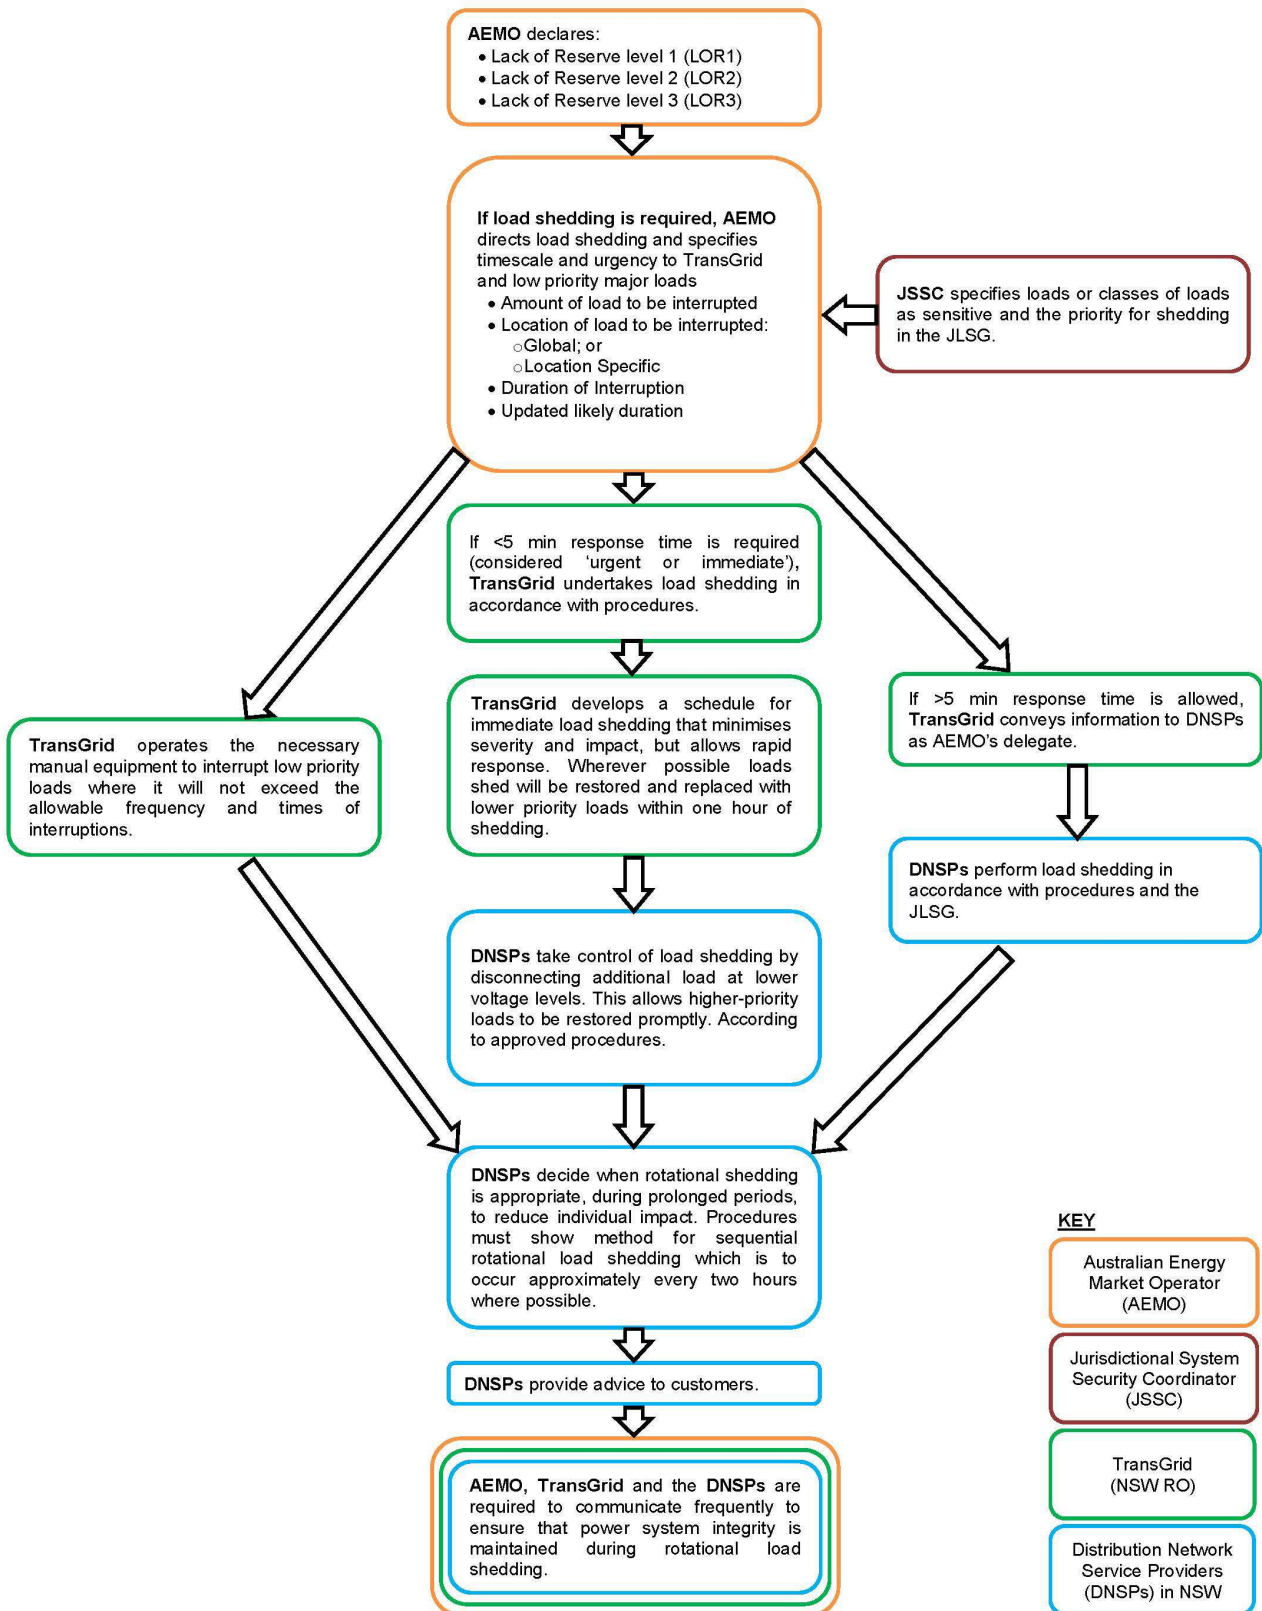 AEMO declares:
• Lack of Reserve level 1 (LOR1)
• Lack of Reserve level 2 (LOR2)
• Lack of Reserve level 3 (LOR3)
If load shedding is required, AEMO
directs load shedding and specifies
timescale and urgency to TransGrid
and low priority major loads
• Amount of load to be interrupted
• Location of load to be interrupted:
○ Global; or
○ Location Specific
• Duration of Interruption
• Updated likely duration
JSSC specifies loads or classes of loads
as sensitive and the priority for shedding
in the JLSG.
If <5 min response time is required
(considered ‘urgent or immediate’),
TransGrid undertakes load shedding in
accordance with procedures.
TransGrid operates the necessary
manual equipment to interrupt low priority
loads where it will not exceed the
allowable frequency and times of
interruptions.
TransGrid develops a schedule for
immediate load shedding that minimises
severity and impact, but allows rapid
response. Wherever possible loads
shed will be restored and replaced with
lower priority loads within one hour of
shedding.
If >5 min response time is allowed,
TransGrid conveys information to DNSPs
as AEMO’s delegate.
DNSPs perform load shedding in
accordance with procedures and the
JLSG.
DNSPs take control of load shedding by
disconnecting additional load at lower
voltage levels. This allows higher-priority
loads to be restored promptly. According
to approved procedures.
DNSPs decide when rotational shedding
is appropriate, during prolonged periods,
to reduce individual impact. Procedures
must show method for sequential
rotational load shedding which is to
occur approximately every two hours
where possible.
DNSPs provide advice to customers.
AEMO, TransGrid and the DNSPs are
required to communicate frequently to
ensure that power system integrity is
maintained during rotational load
shedding.
KEY
Australian Energy
Market Operator
(AEMO)
Jurisdictional System
Security Coordinator
(JSSC)
TransGrid
(NSW RO)
Distribution Network
Service Providers
(DNSPs) in NSW